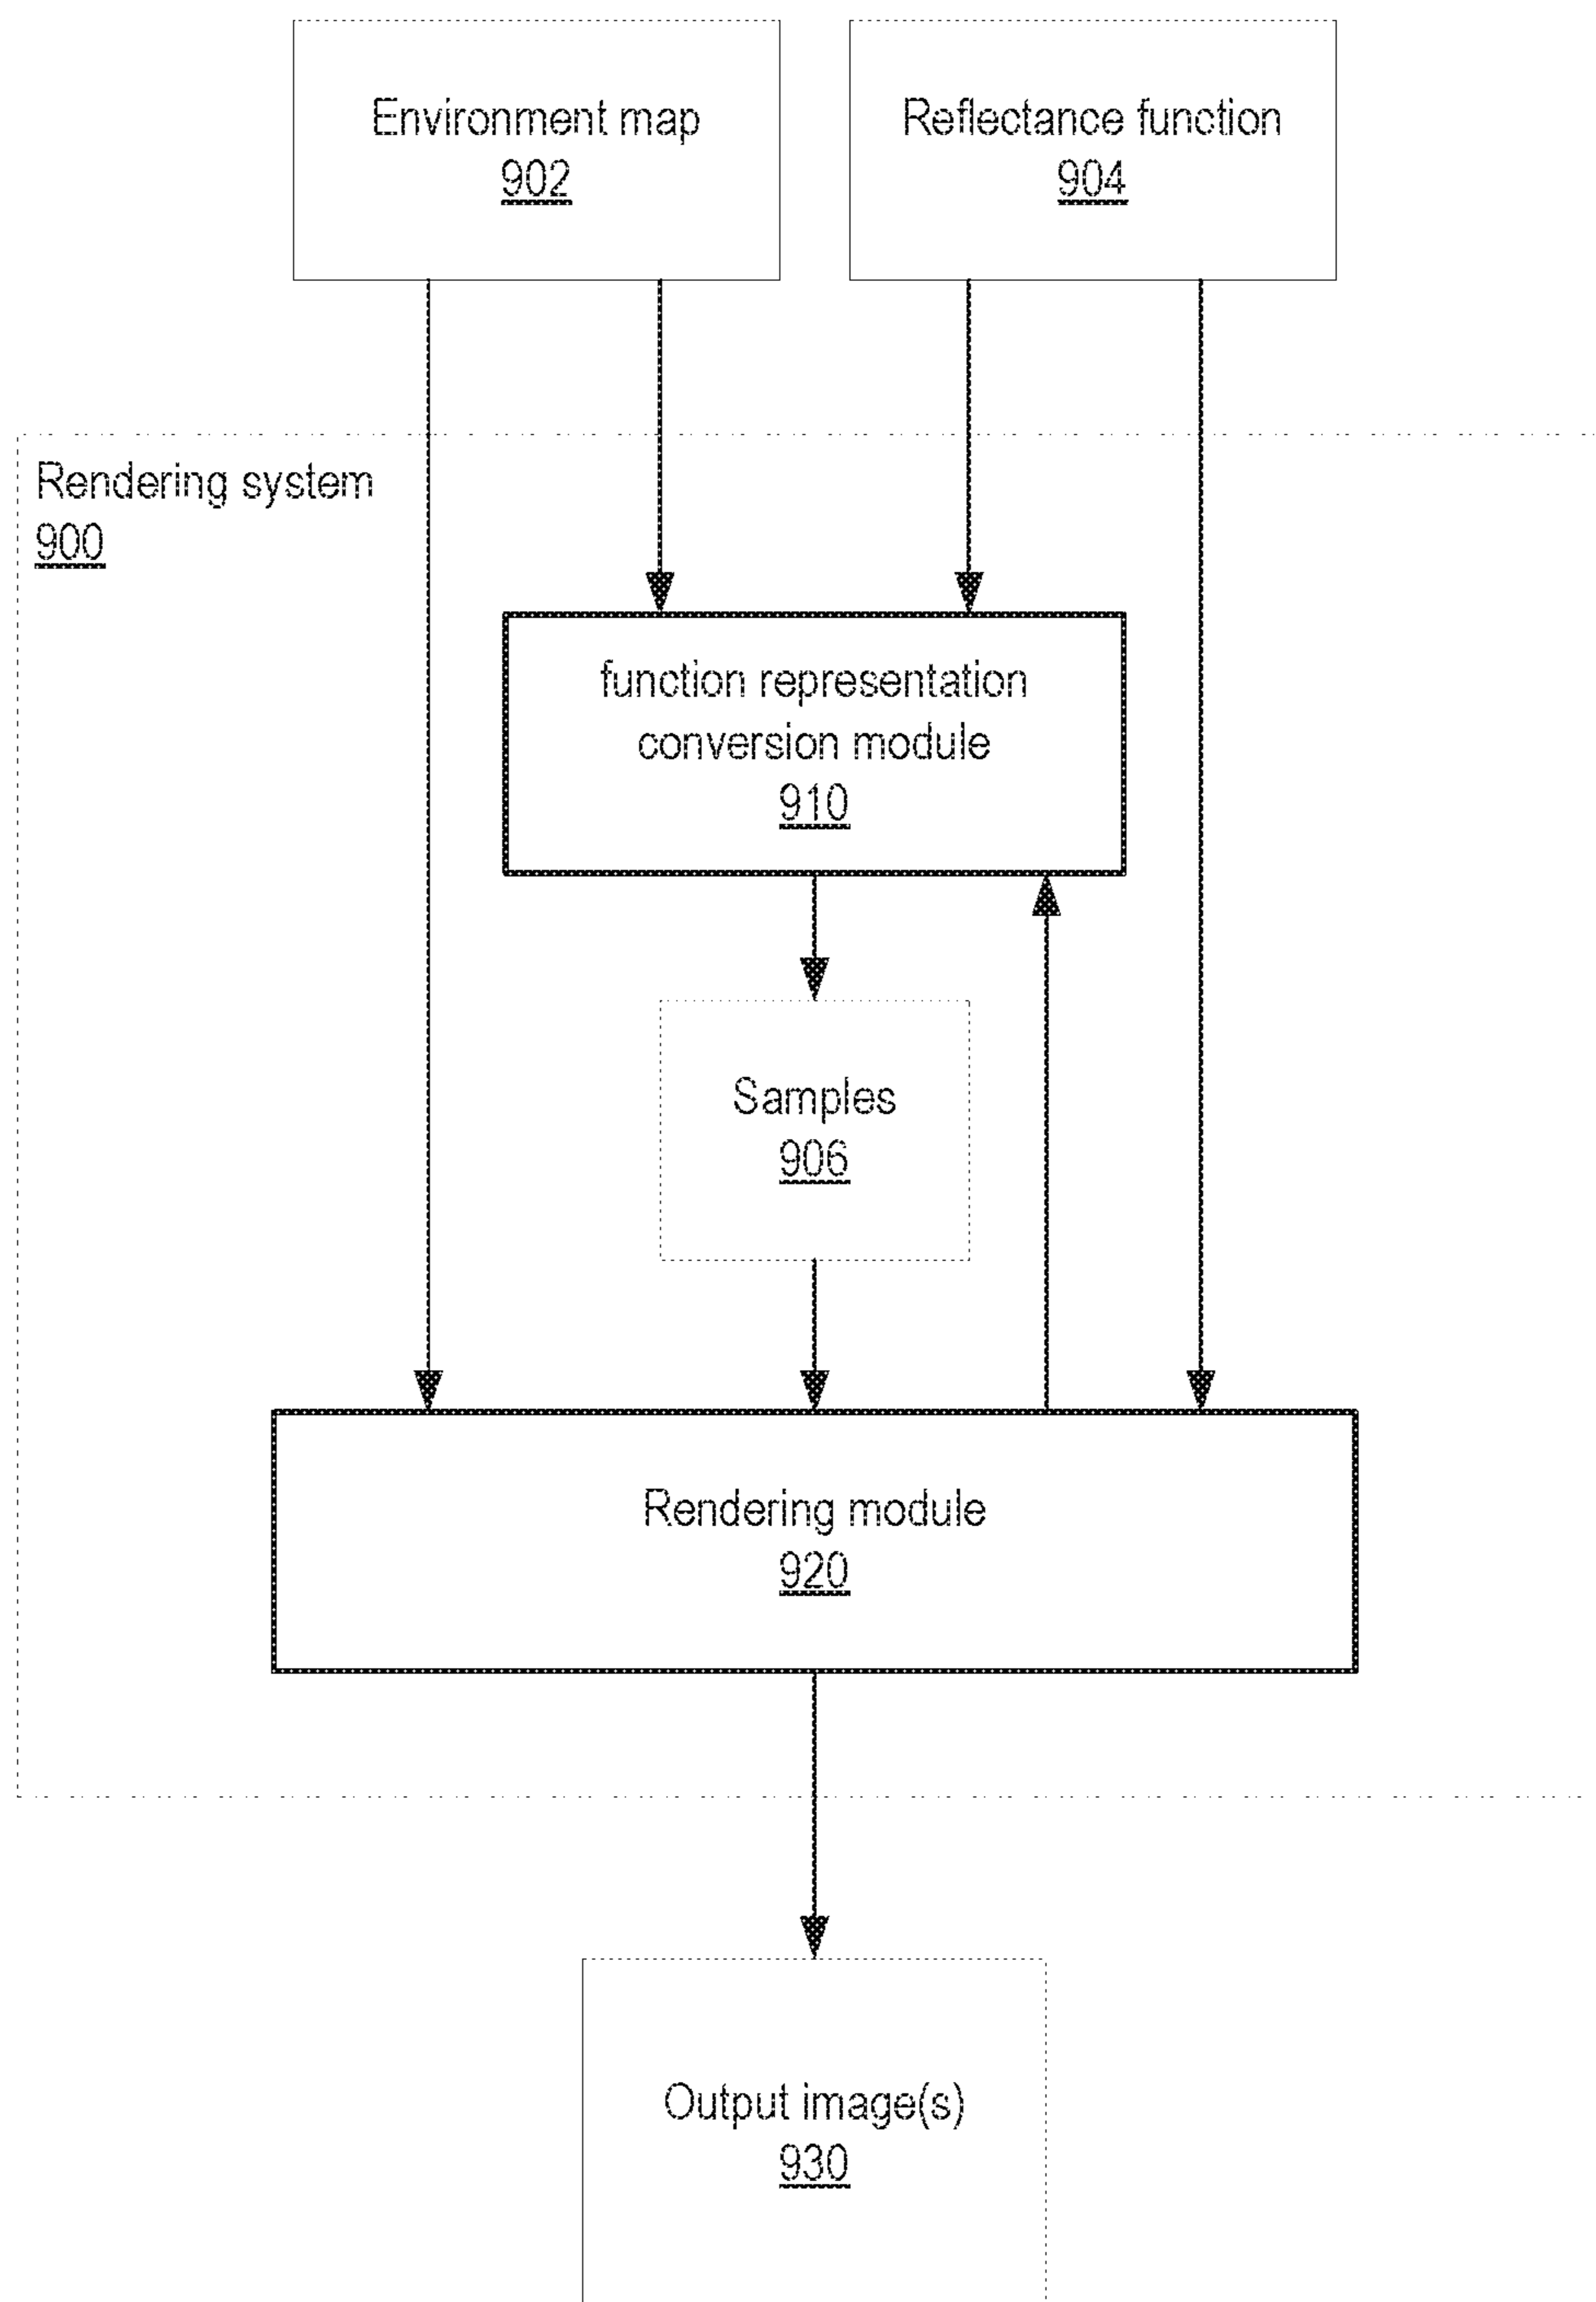 Environment map
902
Reflectance function
904
Rendering system
900
function representation
conversion module
910
Samples
906
Rendering module
920
Output image(s)
930